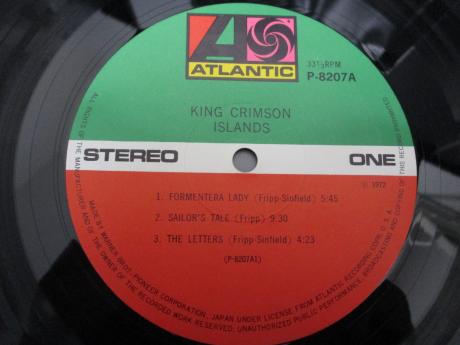 ATLANTIC
33⅓RPM
P-8207A
KING CRIMSON
ISLANDS
STEREO
ONE
℗ 1972
1. FORMENTERA LADY (Fripp-Sinfield) 5:45
2. SAILOR'S TALE (Fripp) 9.30
3. THE LETTERS (Fripp-Sinfield) 4:23
(P-8207A1)
ALL RIGHTS OF THE MANUFACTURER AND OF THE OWNER OF THE RECORDED WORK RESERVED; UNAUTHORIZED PUBLIC PERFORMANCE, BROADCASTING AND COPYING OF THIS RECORD PROHIBITED
MADE BY WARNER BROS. PIONEER CORPORATION, JAPAN UNDER LICENSE FROM ATLANTIC RECORDING CORP. U.S.A.